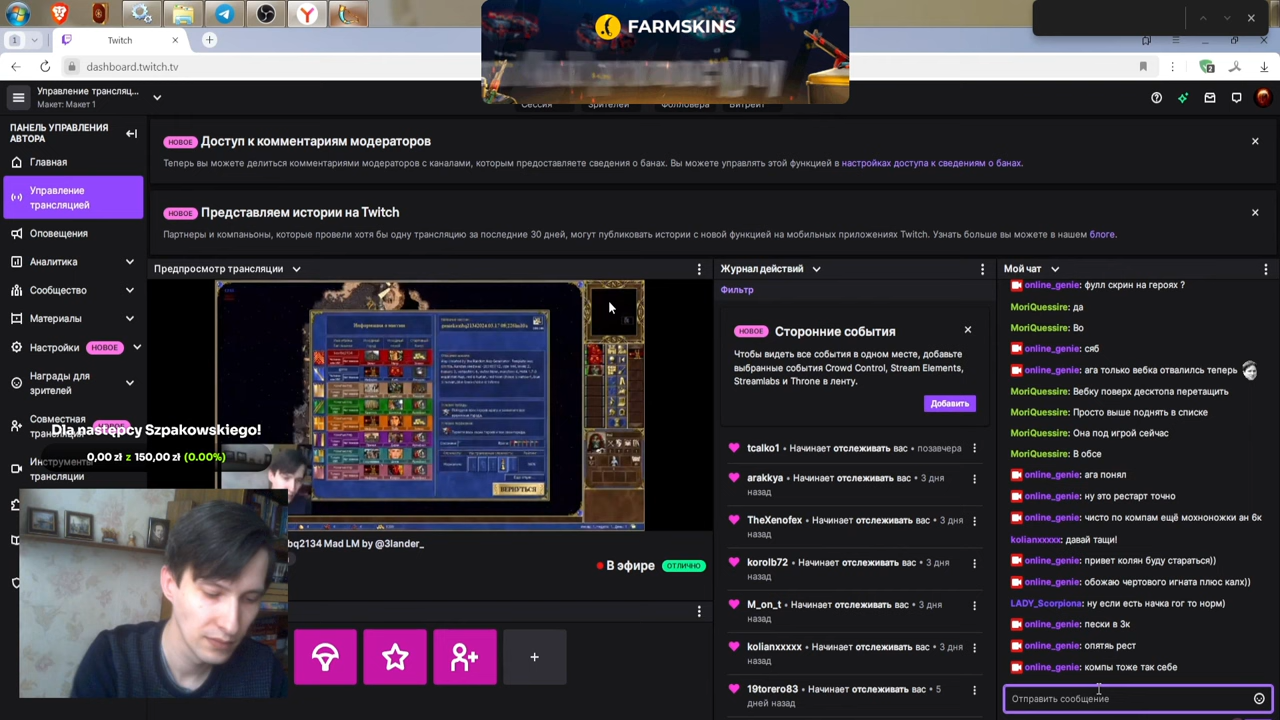 FARMSKINS
Twitch
dashboard.twitch.tv
2
Управление трансляц...
Макет: Макет 1
Сессия
Зрителей
Фолловера
Битрейт
ПАНЕЛЬ УПРАВЛЕНИЯ
АВТОРА
Главная
Управление
трансляцией
Оповещения
Аналитика
Сообщество
Материалы
Настройки
НОВОЕ
Награды для
зрителей
Совместная
Инструменты
трансляции
НОВОЕ
Доступ к комментариям модераторов
Теперь вы можете делиться комментариями модераторов с каналами, которым предоставляете сведения о банах. Вы можете управлять этой функцией в настройках доступа к сведениям о банах.
НОВОЕ
Представляем истории на Twitch
Партнеры и компаньоны, которые провели хотя бы одну трансляцию за последние 30 дней, могут публиковать истории с новой функцией на мобильных приложениях Twitch. Узнать больше вы можете в нашем блоге.
Предпросмотр трансляции
ВЕРНУТЬСЯ
Dla następcy Szpakowskiego!
0,00 zł z 150,00 zł (0.00%)
bq2134 Mad LM by @3lander_
В эфире
ОТЛИЧНО
Журнал действий
Фильтр
НОВОЕ
Сторонние события
Чтобы видеть все события в одном месте, добавьте
выбранные события Crowd Control, Stream Elements,
Streamlabs и Throne в ленту.
Добавить
tcalko1 • Начинает отслеживать вас • позавчера
arakkya • Начинает отслеживать вас • 3 дня
назад
TheXenofex • Начинает отслеживать вас • 3 дня
назад
korolb72 • Начинает отслеживать вас • 3 дня
назад
M_on_t • Начинает отслеживать вас • 3 дня
назад
kolianxxxxx • Начинает отслеживать вас • 3 дня
назад
19torero83 • Начинает отслеживать вас • 5
дней назад
Мой чат
online_genie: фулл скрин на героях ?
MoriQuessire: да
MoriQuessire: Во
online_genie: сяб
online_genie: ага только вебка отвалилась теперь
MoriQuessire: Вебку поверх десктопа перетащить
MoriQuessire: Просто выше поднять в списке
MoriQuessire: Она под игрой сейчас
MoriQuessire: В обсе
online_genie: ага понял
online_genie: ну это рестарт точно
online_genie: чисто по компам ещё мохноножки ан 6к
kolianxxxxx: давай тащи!
online_genie: привет колян буду стараться))
online_genie: обожаю чертового игната плюс калх))
LADY_Scorpiona: ну если есть начка гог то норм)
online_genie: пески в 3к
online_genie: опятяь рест
online_genie: компы тоже так себе
Отправить сообщение